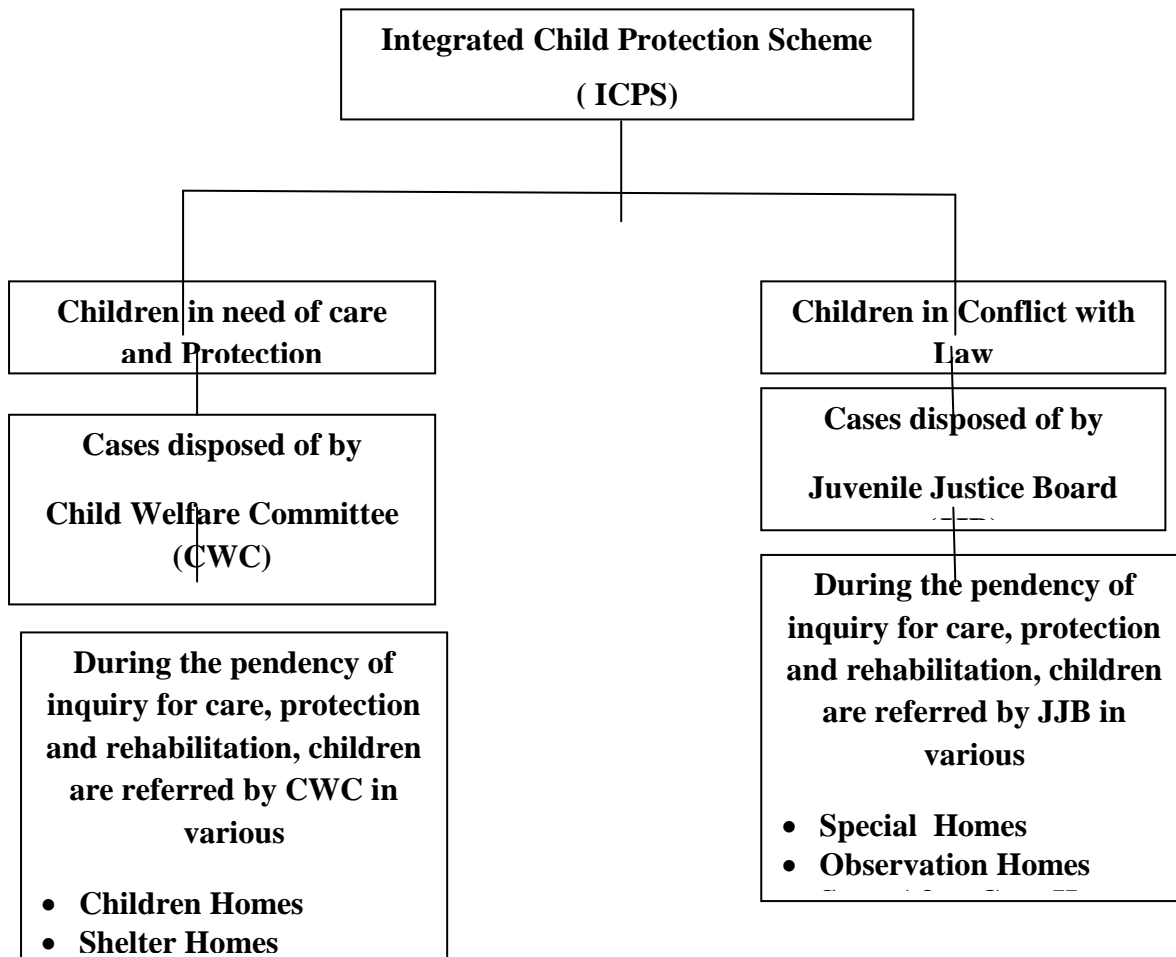 Integrated Child Protection Scheme
( ICPS)
Children in need of care
and Protection
Cases disposed of by
Child Welfare Committee
(CWC)
During the pendency of
inquiry for care, protection
and rehabilitation, children
are referred by CWC in
various
• Children Homes
• Shelter Homes
Children in Conflict with
Law
Cases disposed of by
Juvenile Justice Board
During the pendency of
inquiry for care, protection
and rehabilitation, children
are referred by JJB in
various
• Special Homes
• Observation Homes